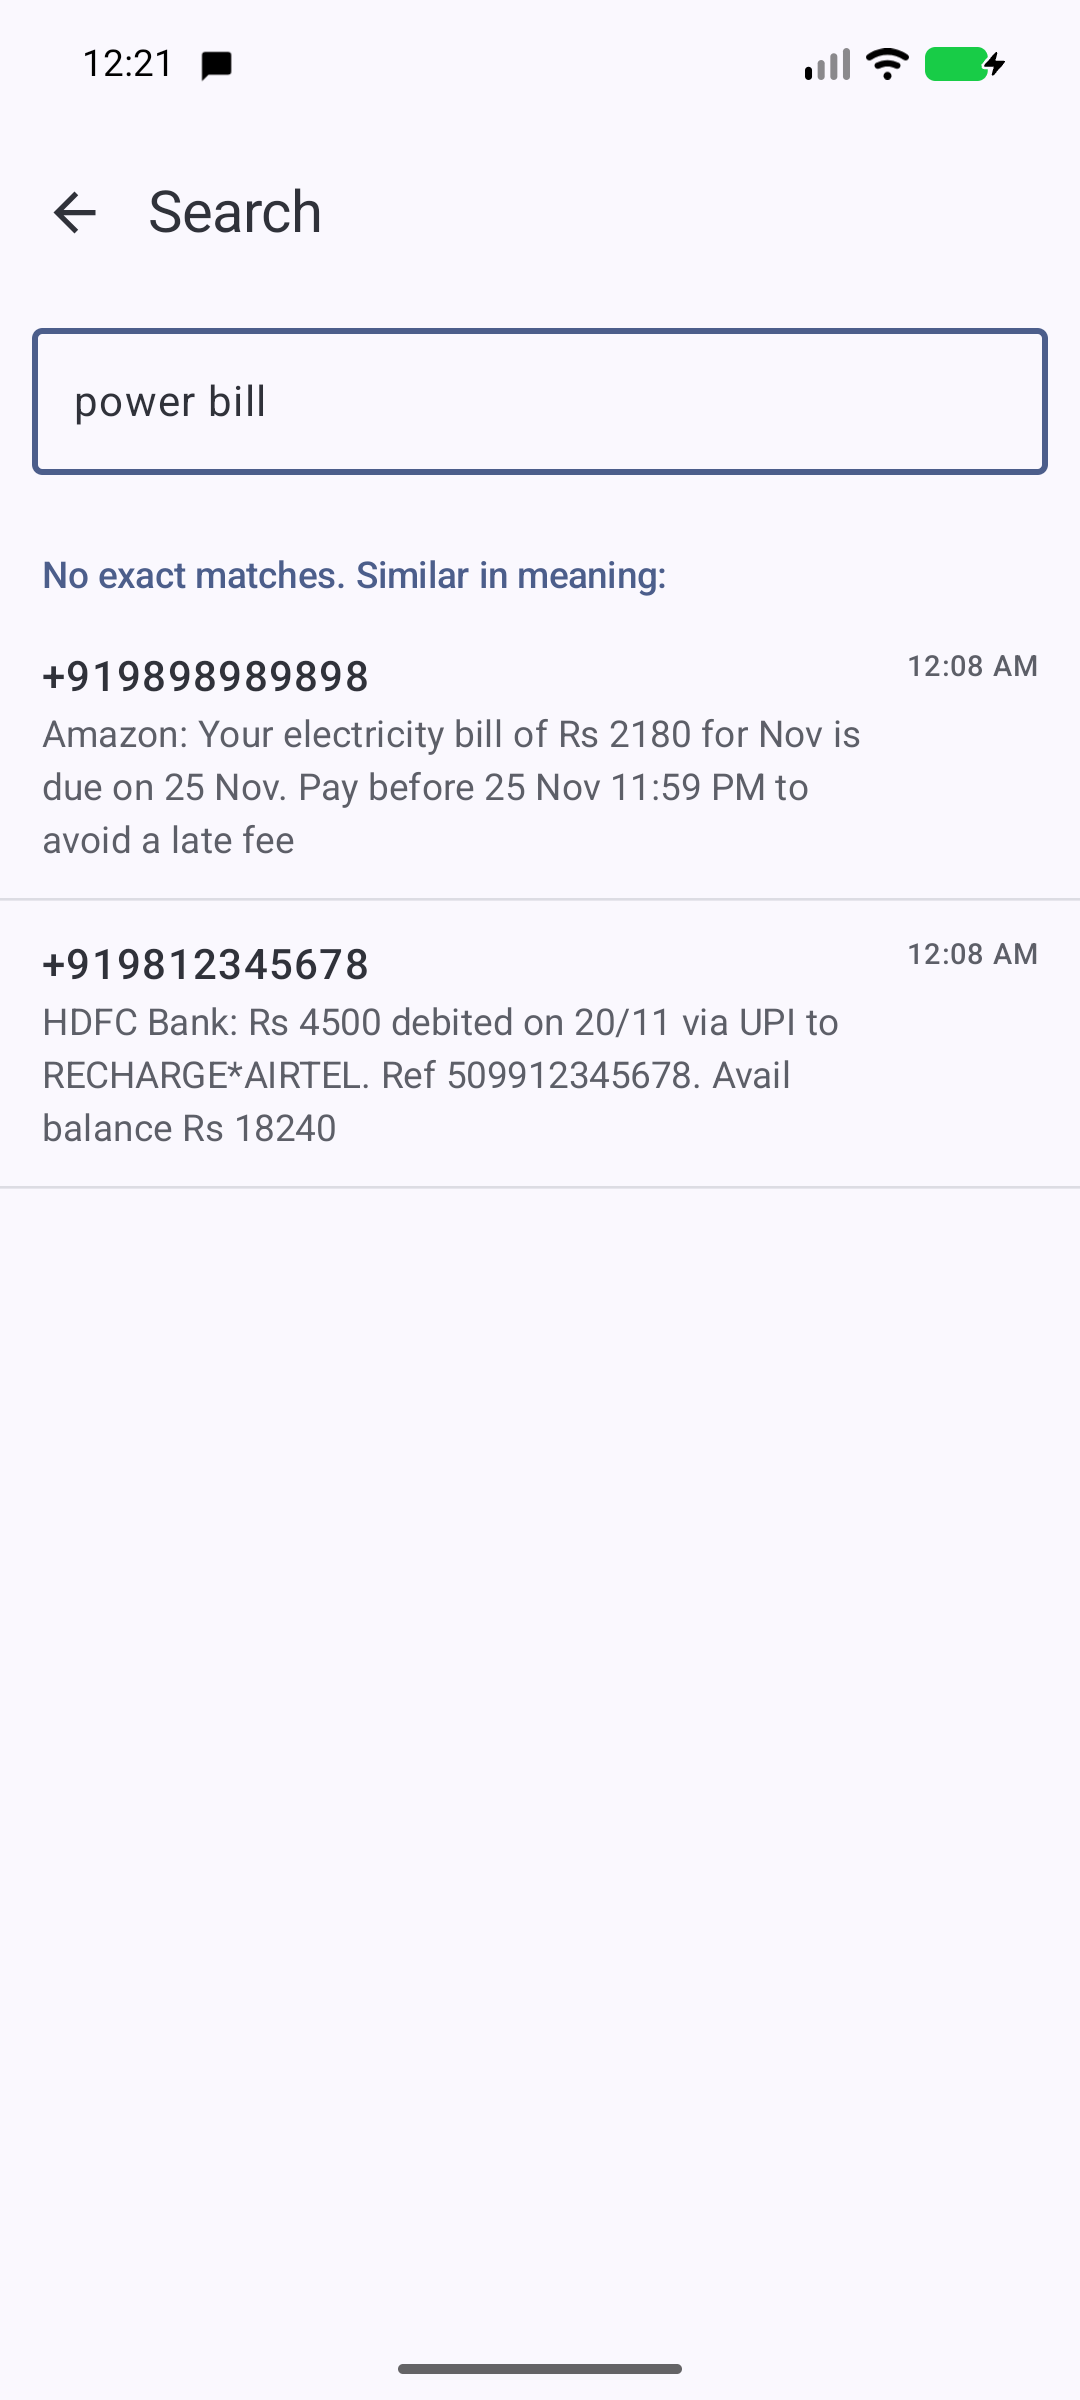 12:21
Search
power bill
No exact matches. Similar in meaning:
+919898989898
12:08 AM
Amazon: Your electricity bill of Rs 2180 for Nov is
due on 25 Nov. Pay before 25 Nov 11:59 PM to
avoid a late fee
+919812345678
12:08 AM
HDFC Bank: Rs 4500 debited on 20/11 via UPI to
RECHARGE*AIRTEL. Ref 509912345678. Avail
balance Rs 18240